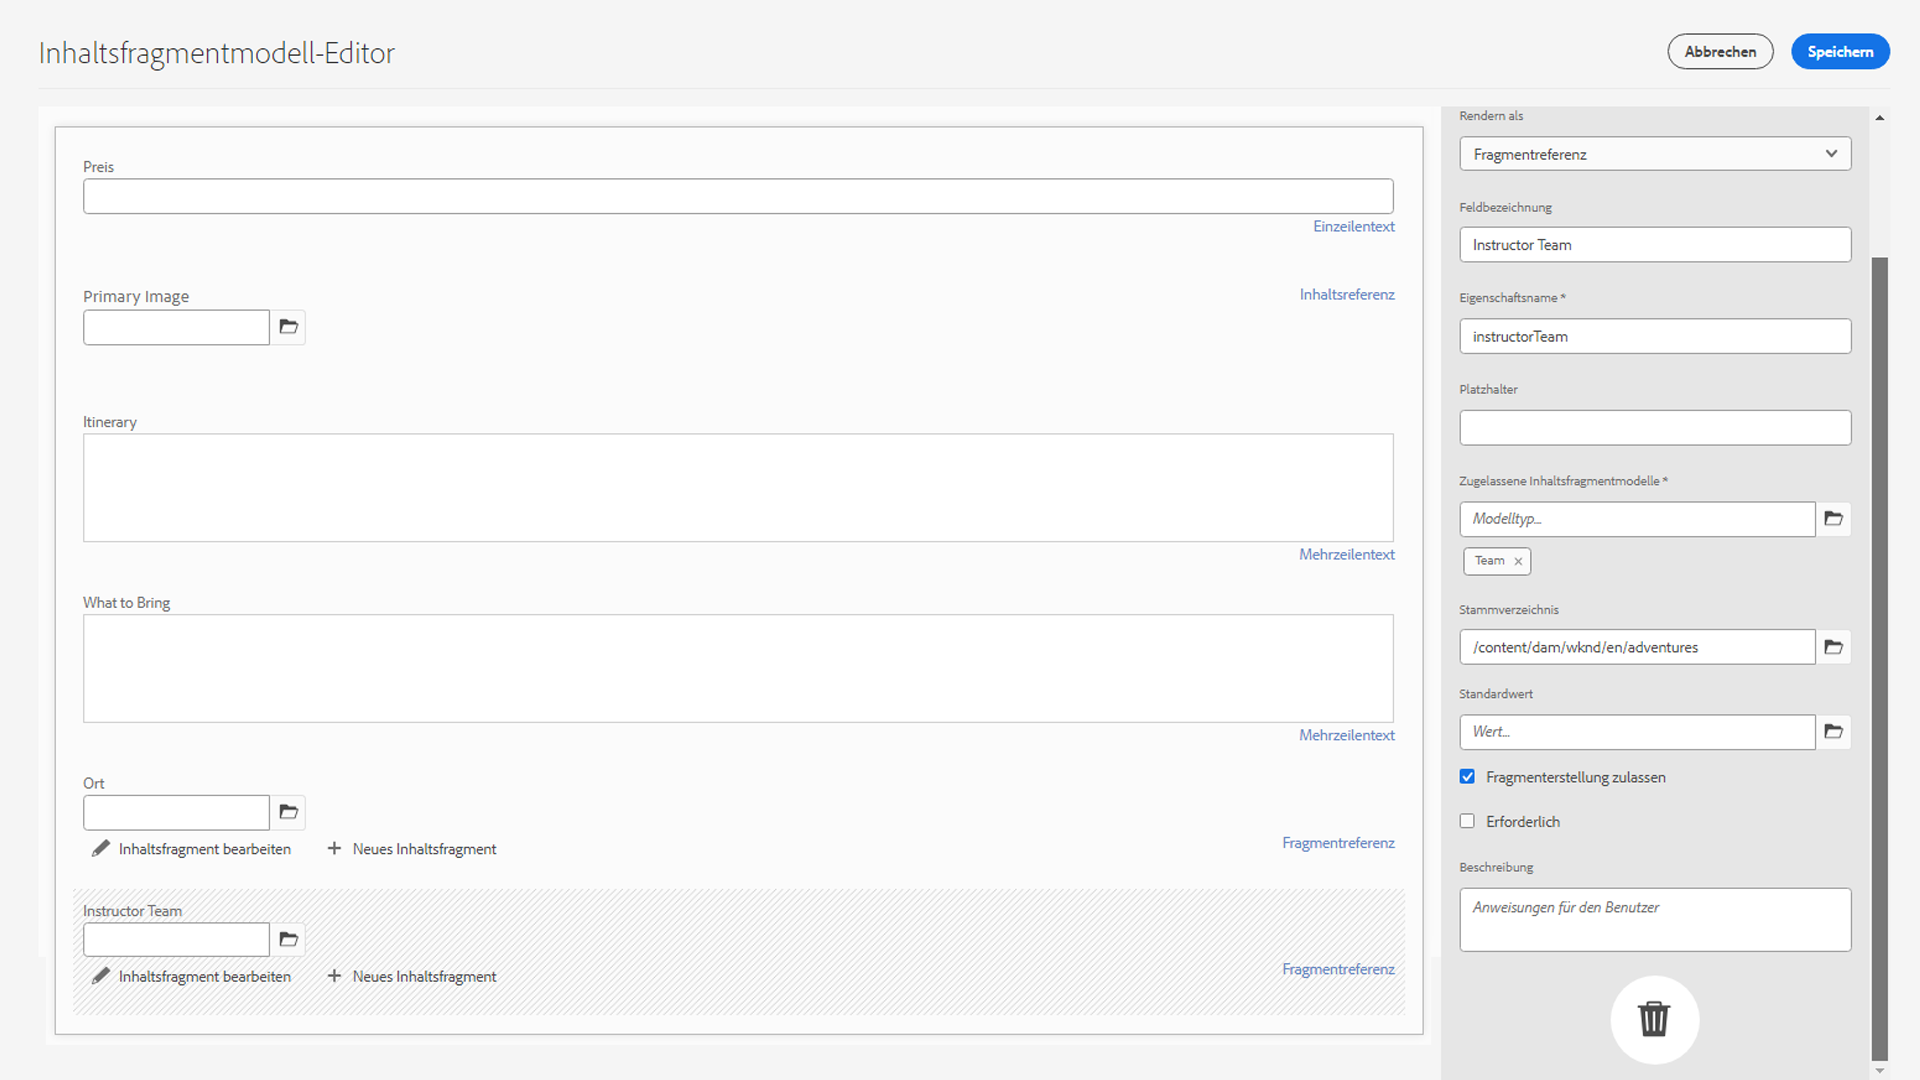 Inhaltsfragmentmodell-Editor
Abbrechen
Speichern
Preis
Einzeilentext
Primary Image
Inhaltsreferenz
Itinerary
Mehrzeilentext
What to Bring
Mehrzeilentext
Ort
Inhaltsfragment bearbeiten
Neues Inhaltsfragment
Fragmentreferenz
Instructor Team
Inhaltsfragment bearbeiten
Neues Inhaltsfragment
Fragmentreferenz
Rendern als
Fragmentreferenz
Feldbezeichnung
Instructor Team
Eigenschaftsname *
instructorTeam
Platzhalter
Zugelassene Inhaltsfragmentmodelle *
Modelltyp...
Team ×
Stammverzeichnis
/content/dam/wknd/en/adventures
Standardwert
Wert...
Fragmenterstellung zulassen
Erforderlich
Beschreibung
Anweisungen für den Benutzer